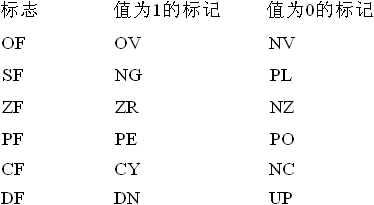 标志 值为1的标记 值为0的标记
OF OV NV
SF NG PL
ZF ZR NZ
PF PE PO
CF CY NC
DF DN UP